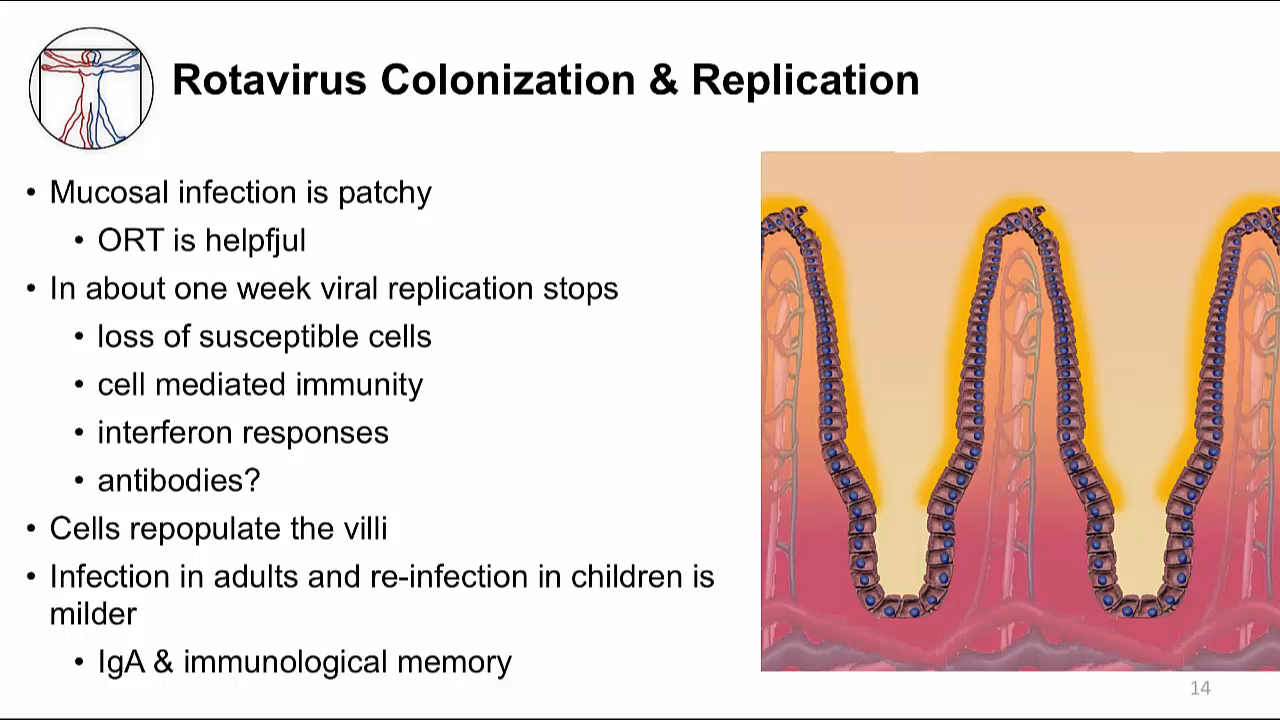 Rotavirus Colonization & Replication
• Mucosal infection is patchy
• ORT is helpfjul
• In about one week viral replication stops
• loss of susceptible cells
• cell mediated immunity
• interferon responses
• antibodies?
• Cells repopulate the villi
• Infection in adults and re-infection in children is
milder
• IgA & immunological memory
14